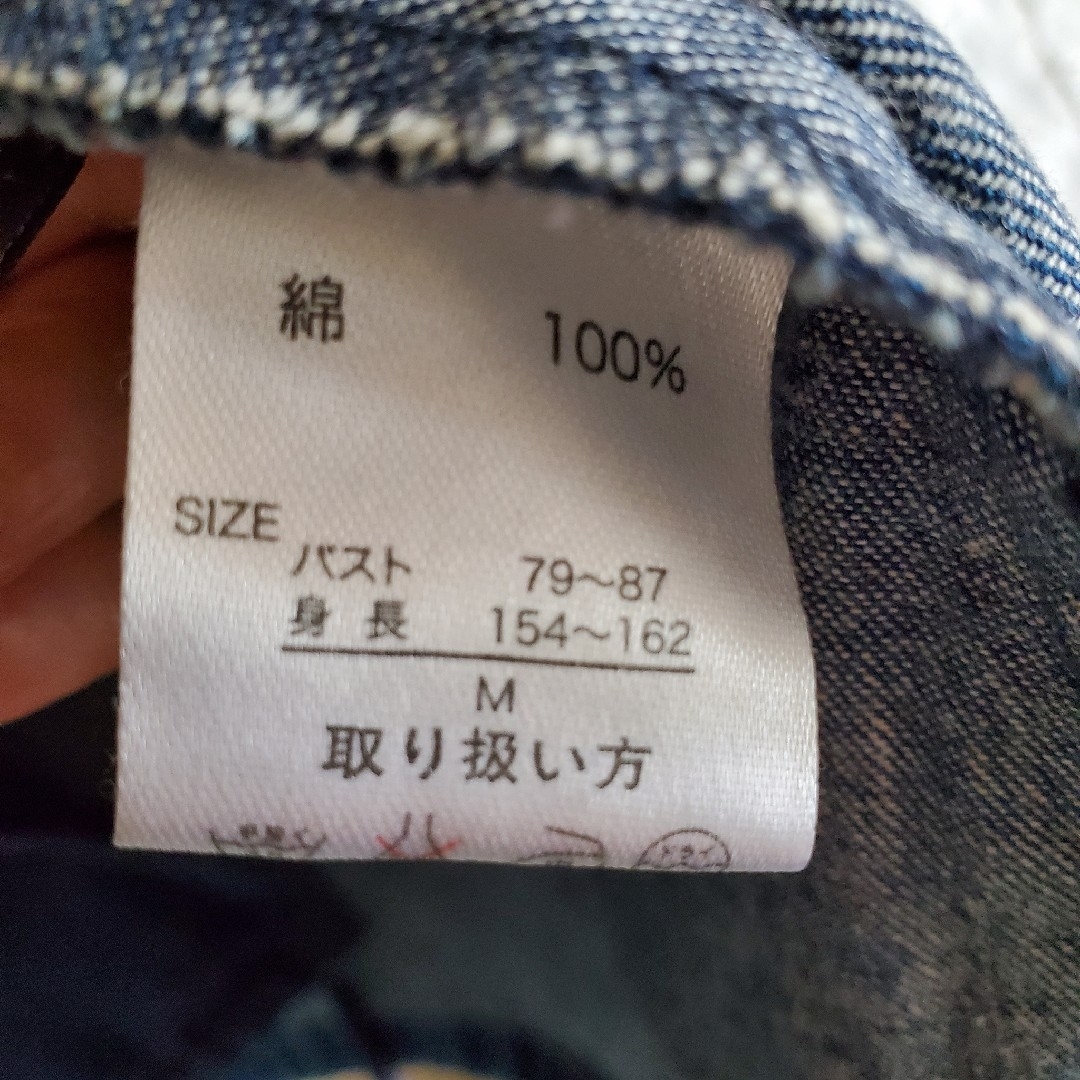 綿 100%
SIZE
バスト 79〜87
身長 154〜162
M
取り扱い方